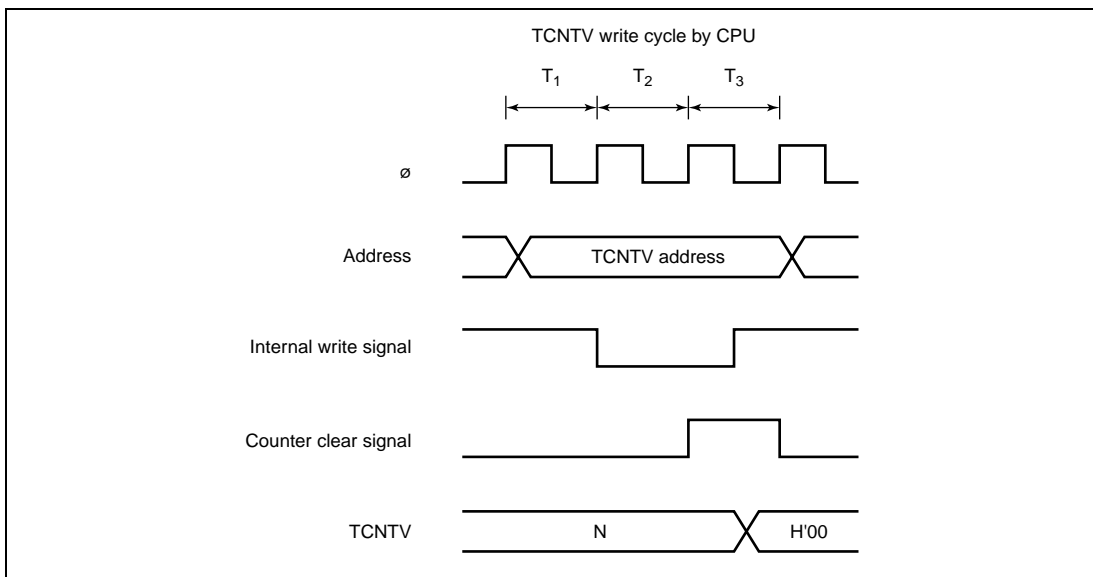 TCNTV write cycle by CPU
T1 T2 T3
ø
Address TCNTV address
Internal write signal
Counter clear signal
TCNTV N H'00